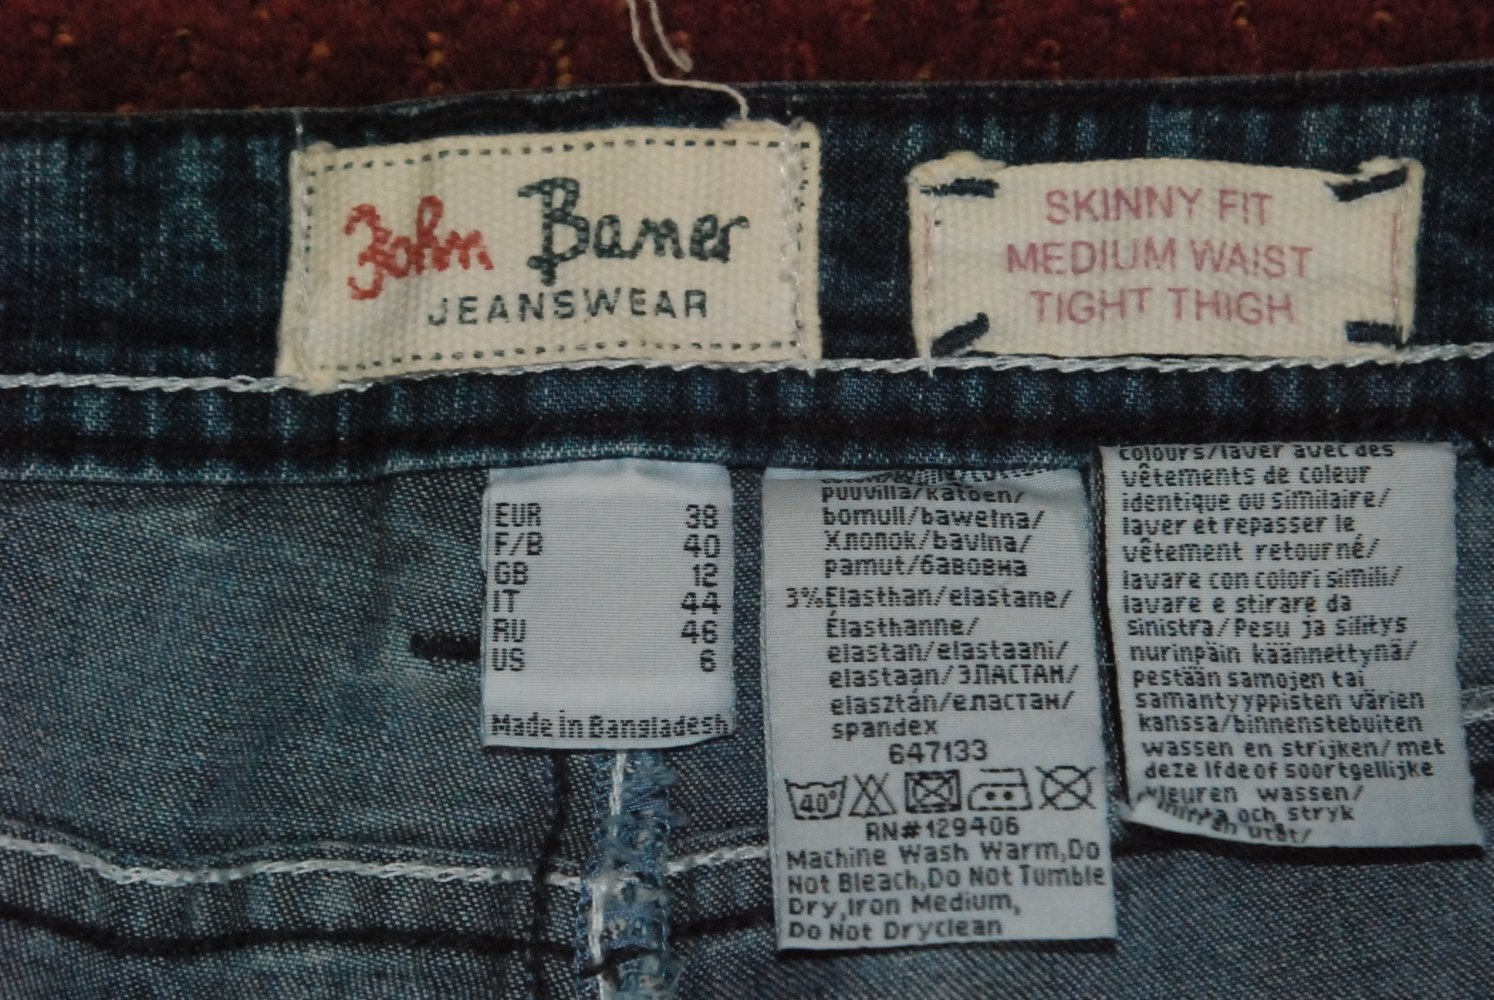 John Baner
JEANSWEAR
SKINNY FIT
MEDIUM WAIST
TIGHT THIGH
EUR 38
F/B 40
GB 12
IT 44
RU 46
US 6
Made in Bangladesh
puuvilla/katoen/
bomull/bawełna/
Хлопок/bavlna/
pamut/бавовна
3% Elasthan/elastane/
Élasthanne/
elastan/elastaani/
elastaan/ЭЛАСТАН/
elasztán/еластан/
spandex
647133
40°
RN#129406
Machine Wash Warm,Do
Not Bleach,Do Not Tumble
Dry,Iron Medium,
Do Not Dryclean
colours/laver avec des
vêtements de couleur
identique ou similaire/
laver et repasser le
vêtement retourné/
lavare con colori simili/
lavare e stirare da
sinistra/Pesu ja silitys
nurinpäin käännettynä/
pestään samojen tai
samantyyppisten värien
kanssa/binnenstebuiten
wassen en strijken/met
deze lfde of soortgelijke
kleuren wassen/
och stryk